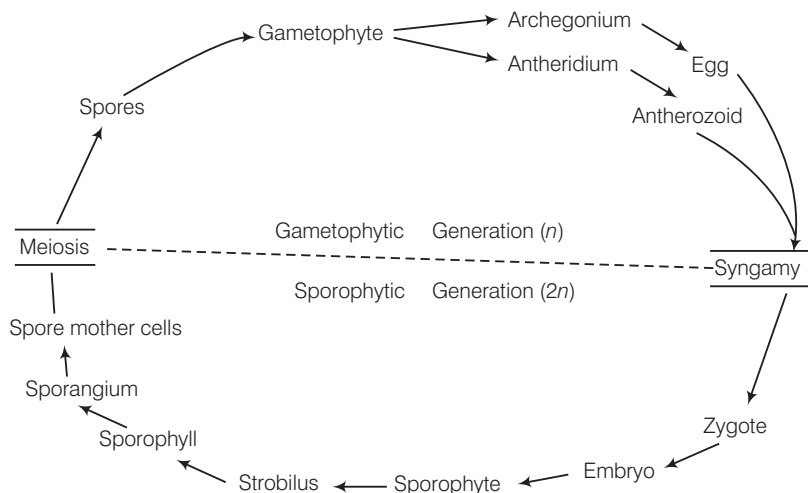 Archegonium
Gametophyte
Antheridium
Egg
Spores
Antherozoid
Gametophytic Generation (n)
Meiosis
Syngamy
Sporophytic Generation (2n)
Spore mother cells
Sporangium
Zygote
Sporophyll
Embryo
Strobilus
Sporophyte